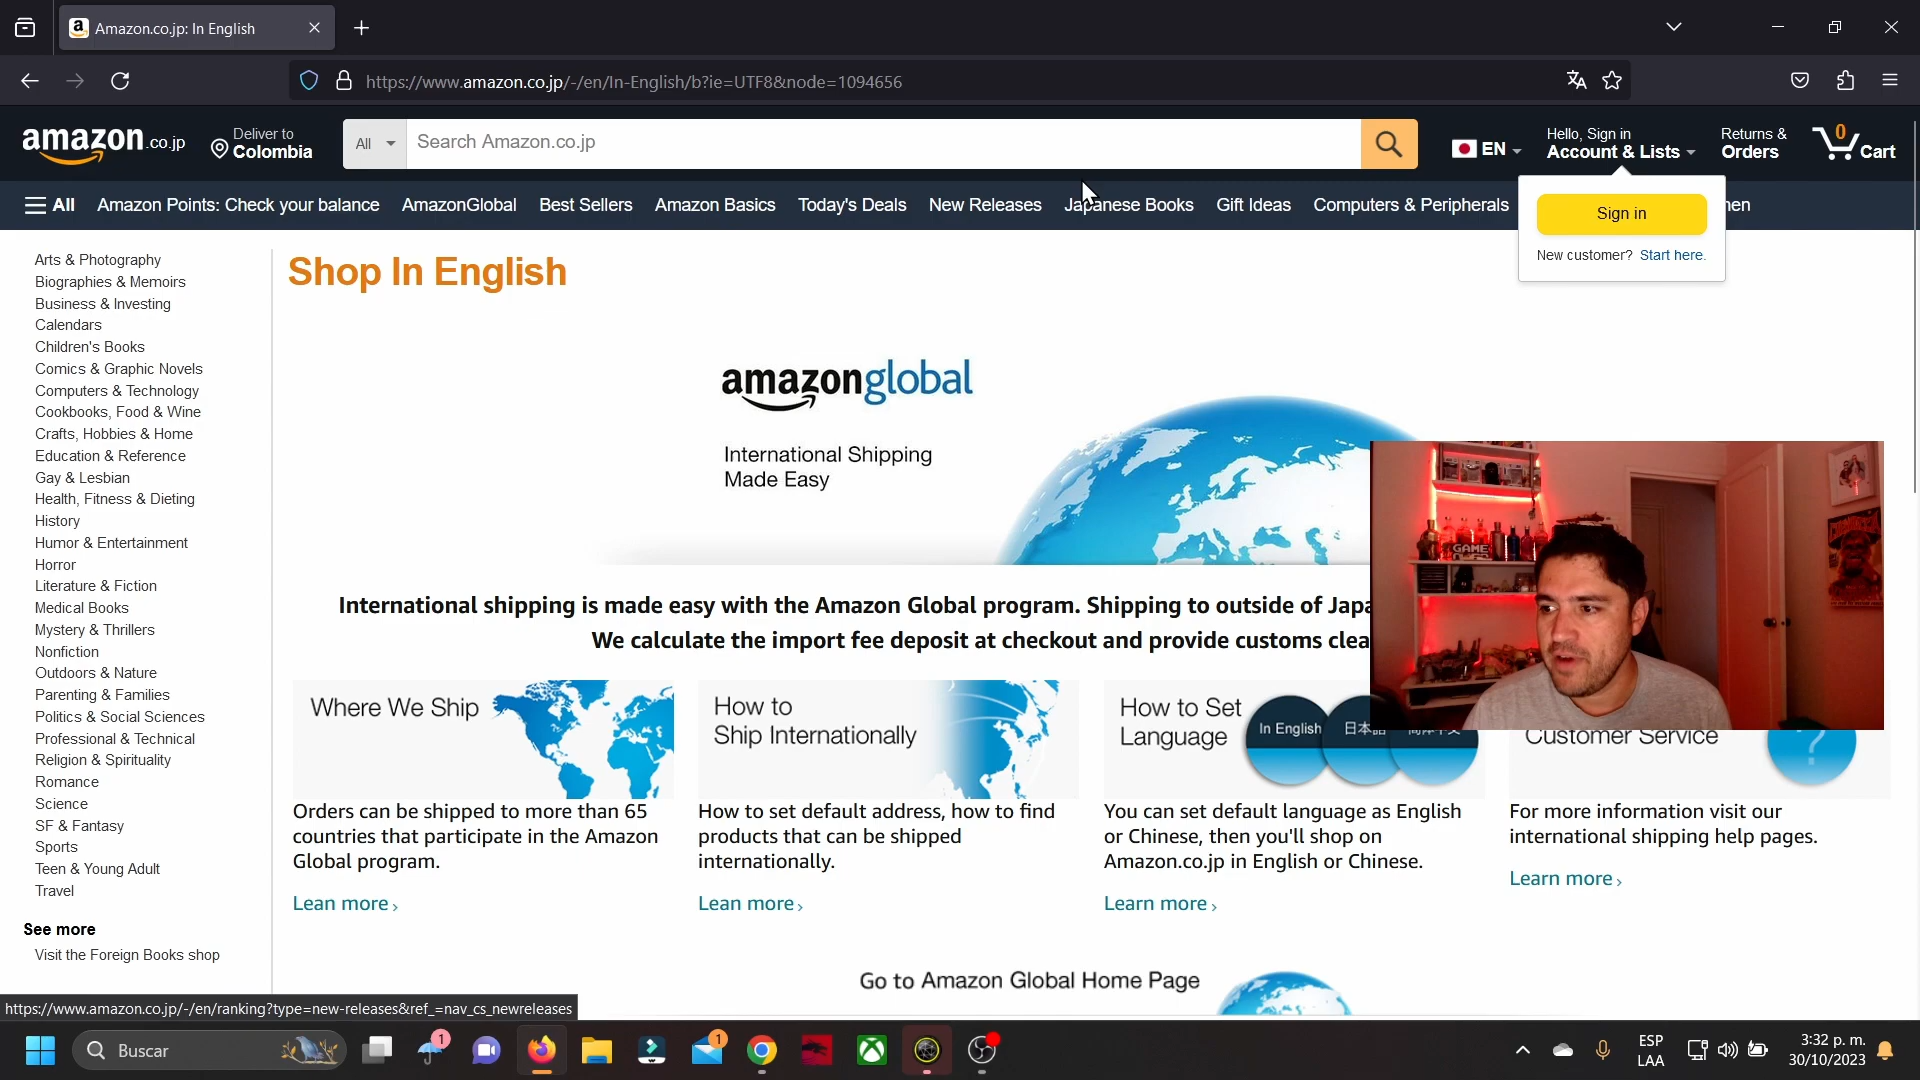 Amazon.co.jp: In English
https://www.amazon.co.jp/-/en/In-English/b?ie=UTF8&node=1094656
amazon.co.jp
Deliver to
Colombia
All
Search Amazon.co.jp
EN
Hello, Sign in
Account & Lists
Returns &
Orders
0
Cart
All
Amazon Points: Check your balance
AmazonGlobal
Best Sellers
Amazon Basics
Today's Deals
New Releases
Japanese Books
Gift Ideas
Computers & Peripherals
hen
Sign in
New customer? Start here.
Arts & Photography
Biographies & Memoirs
Business & Investing
Calendars
Children's Books
Comics & Graphic Novels
Computers & Technology
Cookbooks, Food & Wine
Crafts, Hobbies & Home
Education & Reference
Gay & Lesbian
Health, Fitness & Dieting
History
Humor & Entertainment
Horror
Literature & Fiction
Medical Books
Mystery & Thrillers
Nonfiction
Outdoors & Nature
Parenting & Families
Politics & Social Sciences
Professional & Technical
Religion & Spirituality
Romance
Science
SF & Fantasy
Sports
Teen & Young Adult
Travel
See more
Visit the Foreign Books shop
Shop In English
amazonglobal
International Shipping
Made Easy
International shipping is made easy with the Amazon Global program. Shipping to outside of Japa
We calculate the import fee deposit at checkout and provide customs clea
Where We Ship
Orders can be shipped to more than 65
countries that participate in the Amazon
Global program.
Lean more ›
How to
Ship Internationally
How to set default address, how to find
products that can be shipped
internationally.
Lean more ›
How to Set
Language
In English
日本語
You can set default language as English
or Chinese, then you'll shop on
Amazon.co.jp in English or Chinese.
Learn more ›
Customer Service
?
For more information visit our
international shipping help pages.
Learn more ›
Go to Amazon Global Home Page
GAME
https://www.amazon.co.jp/-/en/ranking?type=new-releases&ref_=nav_cs_newreleases
Buscar
1
1
ESP
LAA
3:32 p. m.
30/10/2023